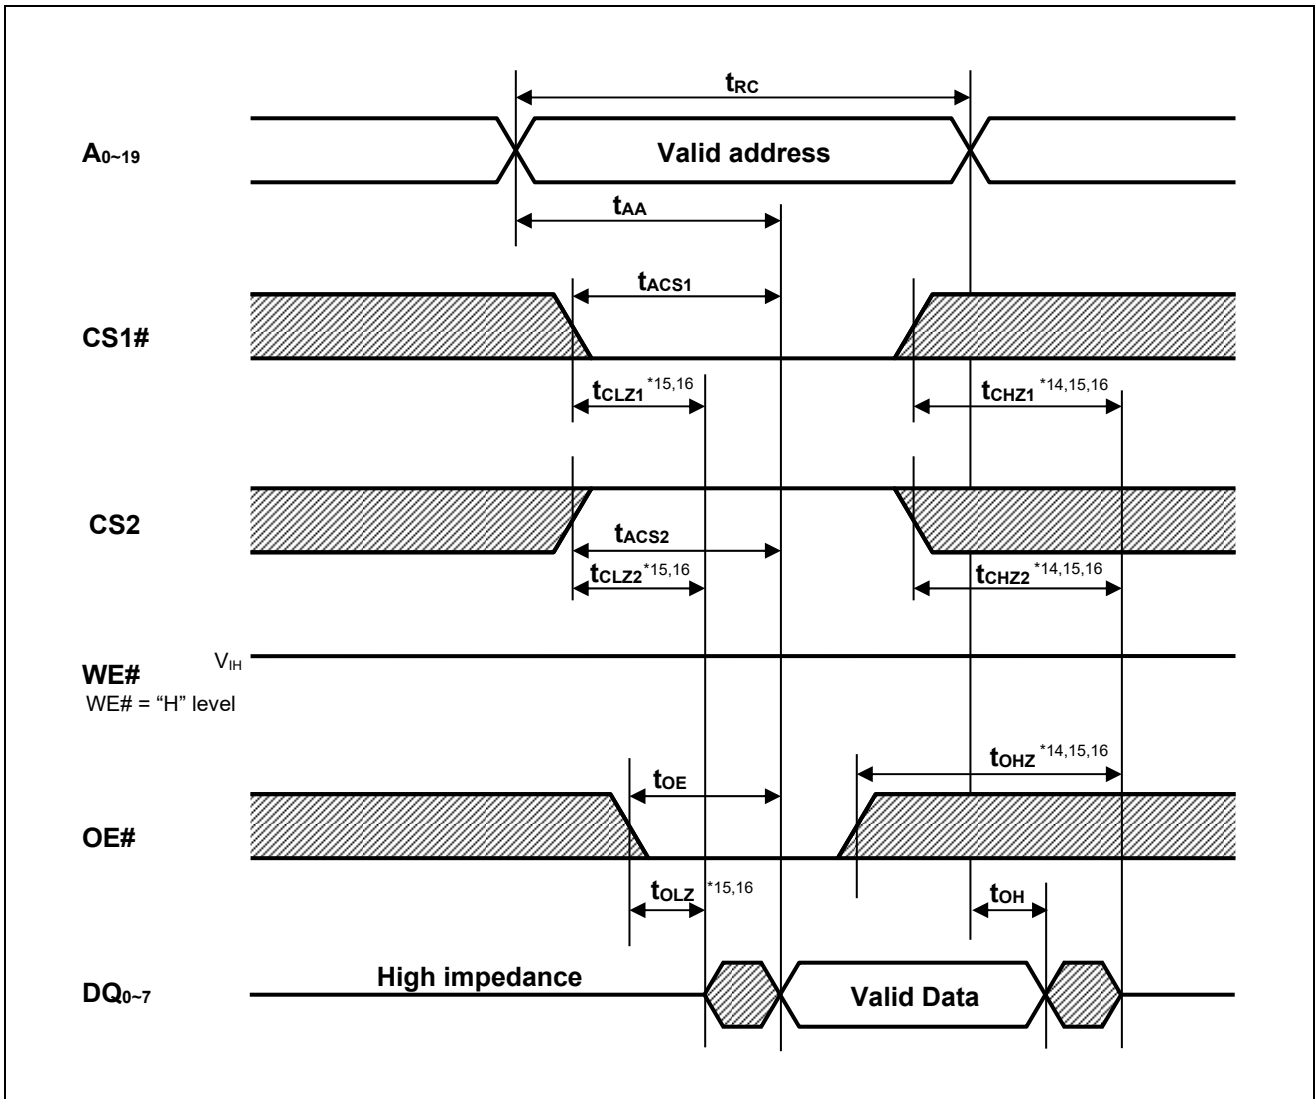 tRC
A0~19
Valid address
tAA
tACS1
CS1#
tCLZ1 *15,16
tCHZ1 *14,15,16
CS2
tACS2
tCLZ2 *15,16
tCHZ2 *14,15,16
VIH
WE#
WE# = “H” level
tOHZ *14,15,16
tOE
OE#
tOLZ *15,16
tOH
High impedance
DQ0~7
Valid Data